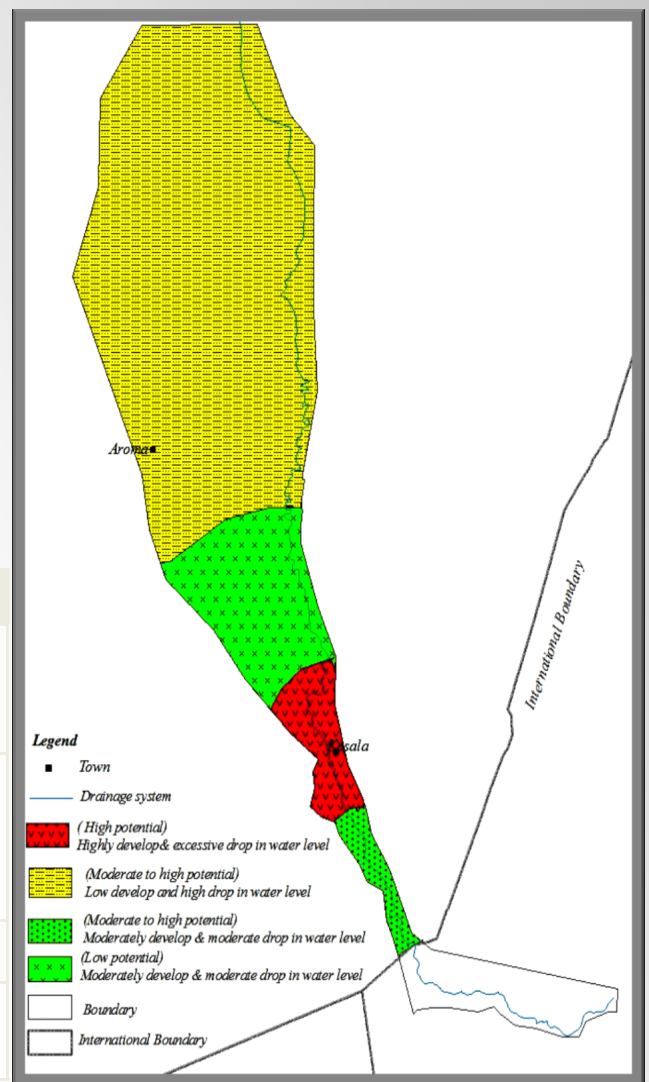 Aroma
International Boundary
Kasala
Legend
Town
Drainage system
( High potential)
Highly develop& excessive drop in water level
(Moderate to high potential)
Low develop and high drop in water level
(Moderate to high potential)
Moderately develop & moderate drop in water level
(Low potential)
Moderately develop & moderate drop in water level
Boundary
International Boundary